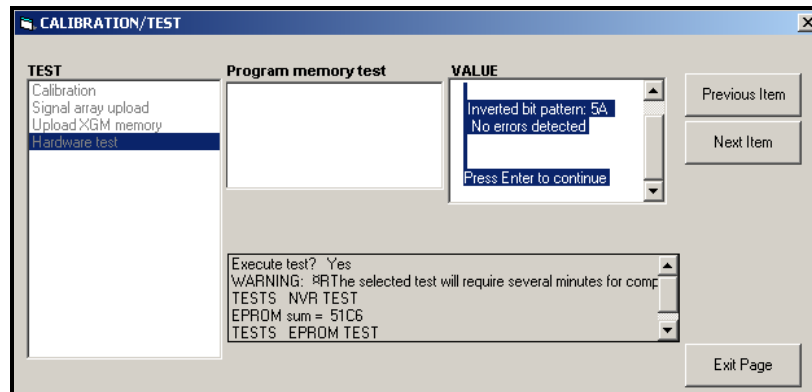 CALIBRATION/TEST
TEST
Calibration
Signal array upload
Upload XGM memory
Hardware test
Program memory test
VALUE
Inverted bit pattern: 5A
No errors detected
Press Enter to continue
Previous Item
Next Item
Execute test? Yes
WARNING: ¤RThe selected test will require several minutes for comp
TESTS NVR TEST
EPROM sum = 51C6
TESTS EPROM TEST
Exit Page